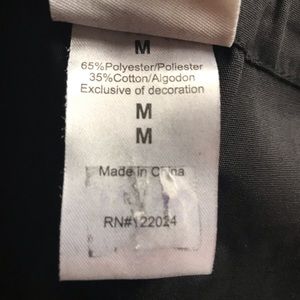 M
65%Polyester/Poliester
35%Cotton/Algodon
Exclusive of decoration
M
M
Made in China
RN#122024